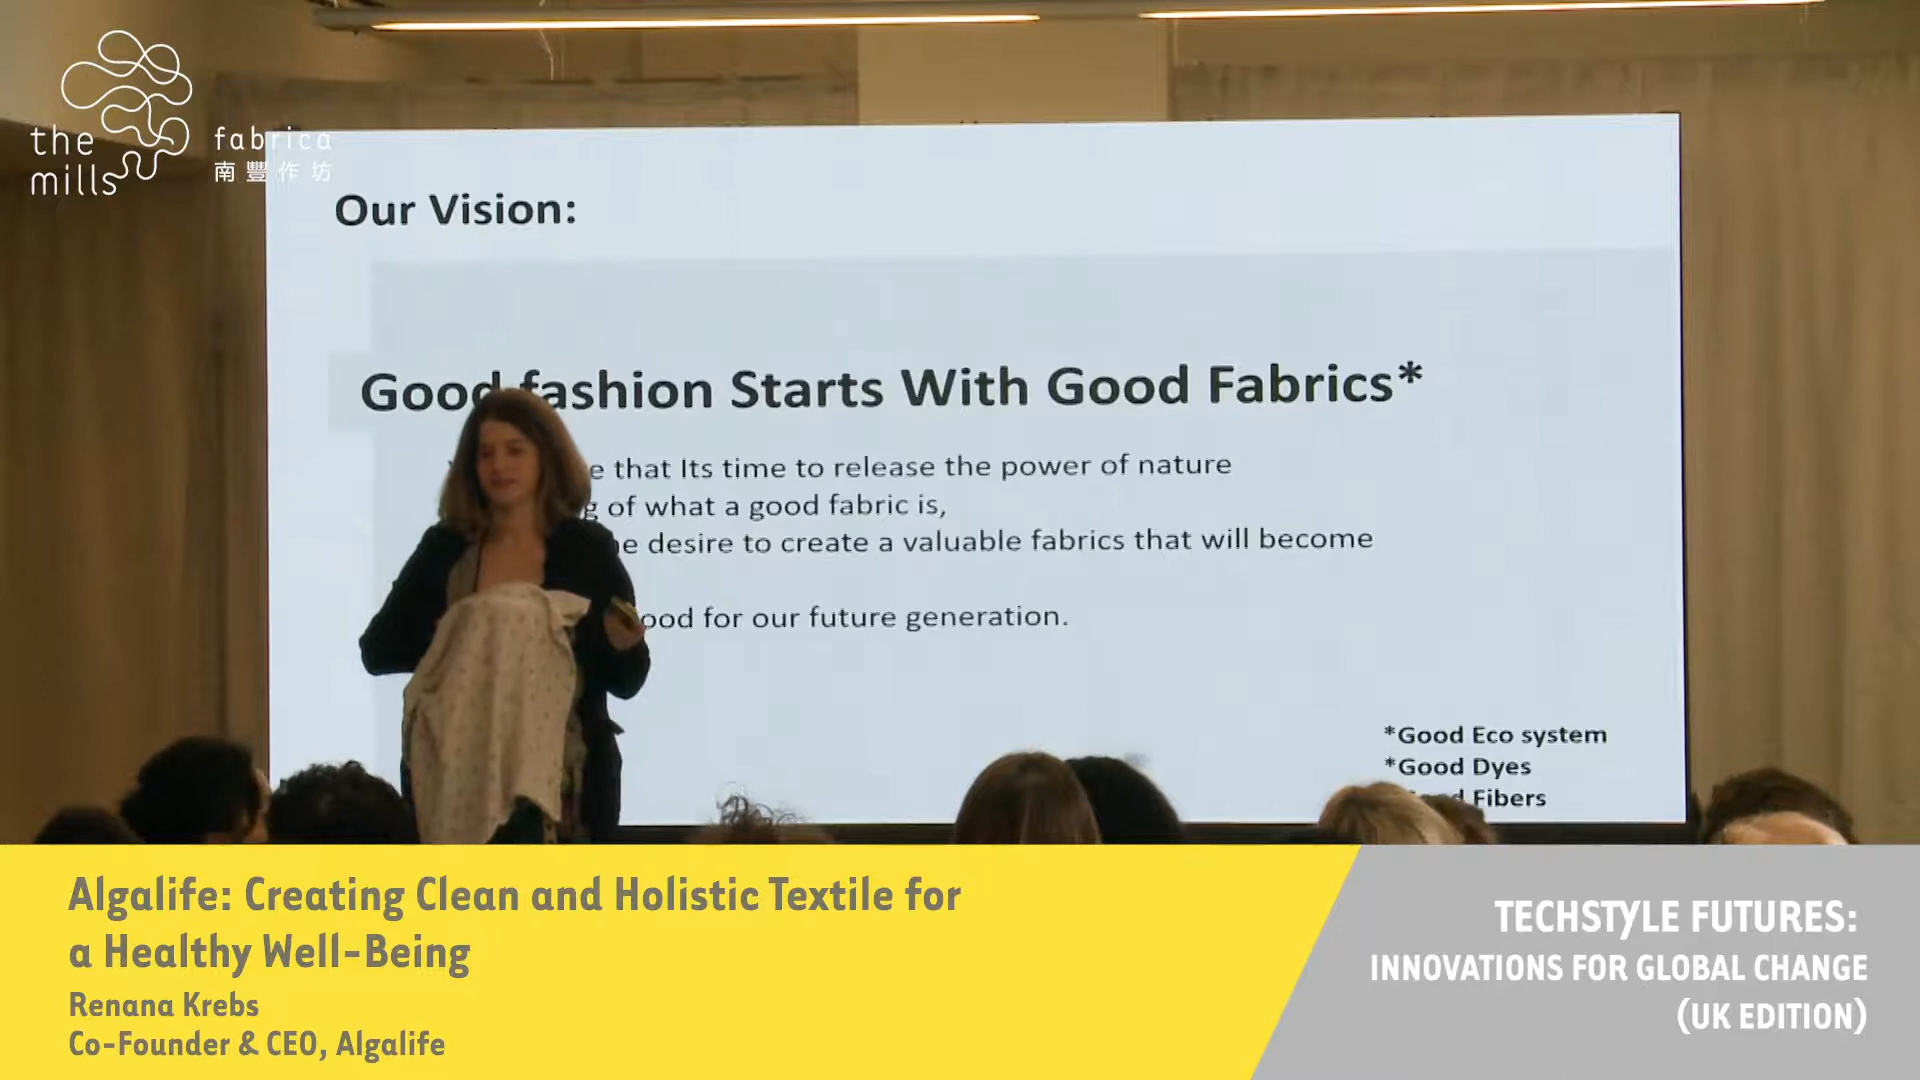 the
mills
fabrica
南豐作坊
Our Vision:
Good fashion Starts With Good Fabrics*
that Its time to release the power of nature
of what a good fabric is,
desire to create a valuable fabrics that will become
for our future generation.
*Good Eco system
*Good Dyes
Fibers
Algalife: Creating Clean and Holistic Textile for
a Healthy Well-Being
Renana Krebs
Co-Founder & CEO, Algalife
TECHSTYLE FUTURES:
INNOVATIONS FOR GLOBAL CHANGE
(UK EDITION)